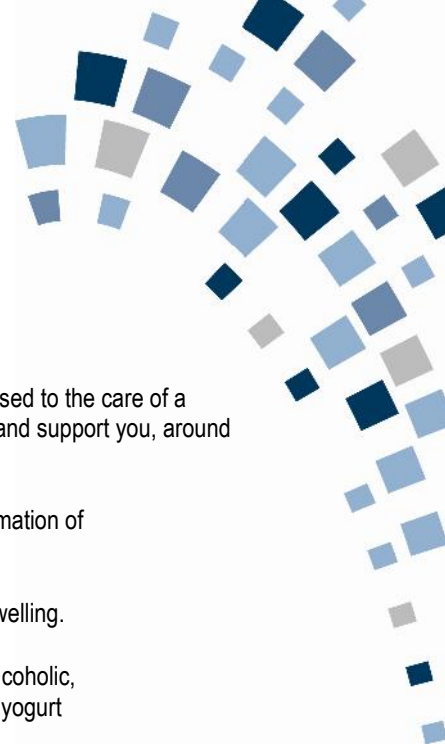 sed to the care of a
and support you, around
mation of
welling.
coholic,
yogurt